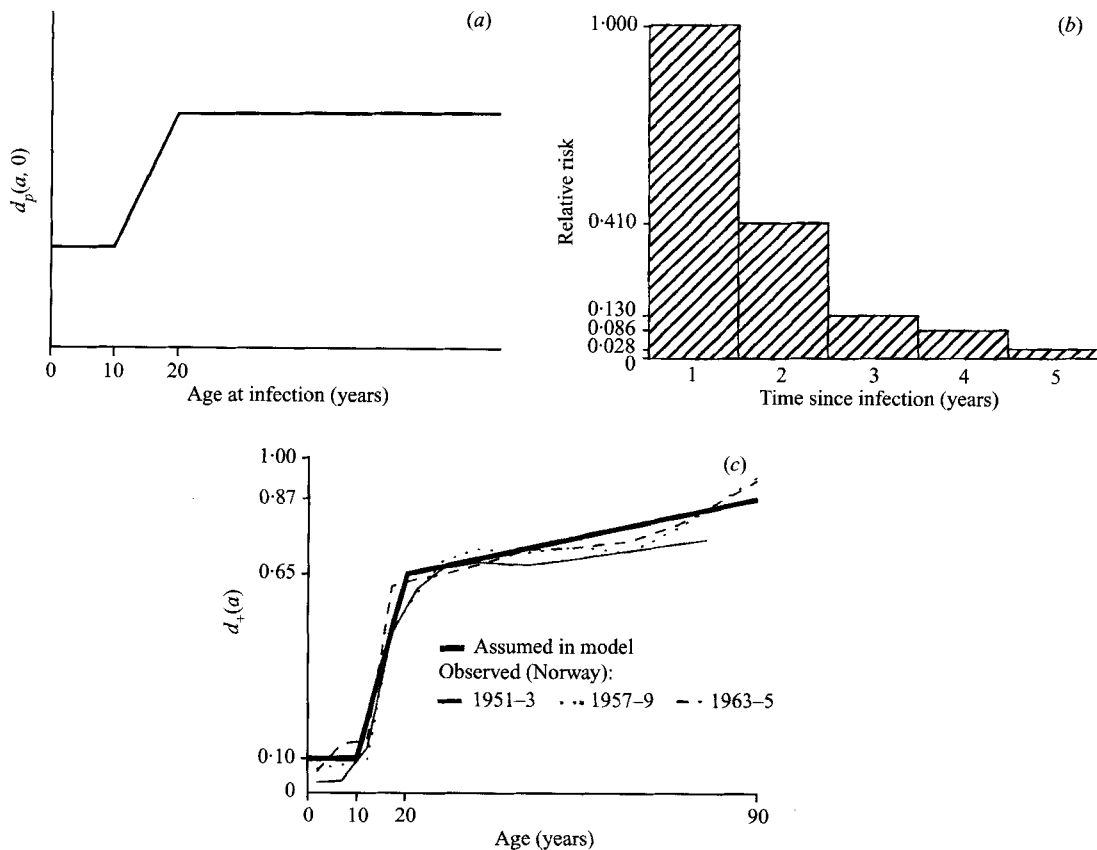 (a)
d_p(a, 0)
0 10 20
Age at infection (years)
(b)
1·000
0·410
0·130
0·086
0·028
0
Relative risk
1 2 3 4 5
Time since infection (years)
(c)
1·00
0·87
0·65
0·10
0
d_+(a)
Assumed in model
Observed (Norway):
1951–3 1957–9 1963–5
0 10 20 90
Age (years)